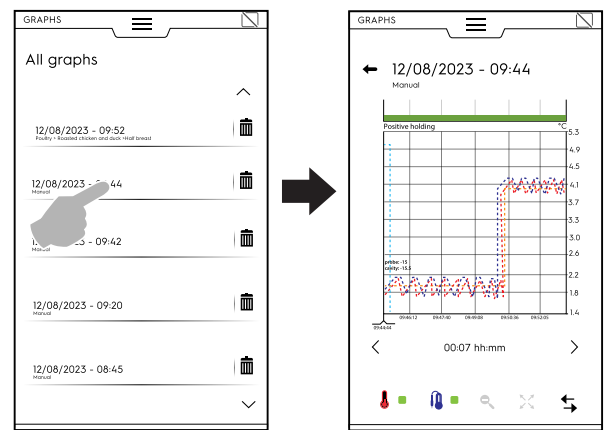 GRAPHS
All graphs
12/08/2023 - 09:52
Poultry • Roasted chicken and duck •Half breast
12/08/2023 - 44
Manual
- 09:42
Manual
12/08/2023 - 09:20
Manual
12/08/2023 - 08:45
Manual
GRAPHS
12/08/2023 - 09:44
Manual
Positive holding
°C
5.3
4.9
4.5
4.1
3.7
3.3
3.0
2.6
2.2
1.8
1.4
probe: -15
cavity: -15.5
09:46:12 09:47:40 09:49:08 09:50:36 09:52:05
09:44:44
00:07 hh:mm